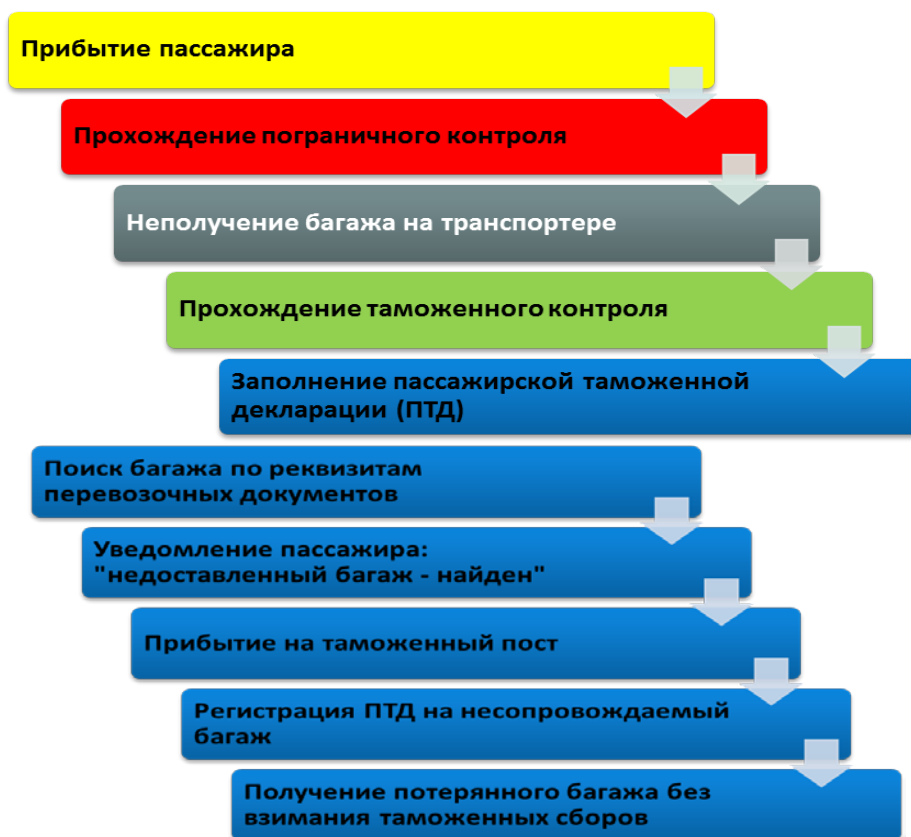 Прибытие пассажира
Прохождение пограничного контроля
Неполучение багажа на транспортере
Прохождение таможенного контроля
Заполнение пассажирской таможенной
декларации (ПТД)
Поиск багажа по реквизитам
перевозочных документов
Уведомление пассажира:
"недоставленный багаж - найден"
Прибытие на таможенный пост
Регистрация ПТД на несопровождаемый
багаж
Получение потерянного багажа без
взимания таможенных сборов